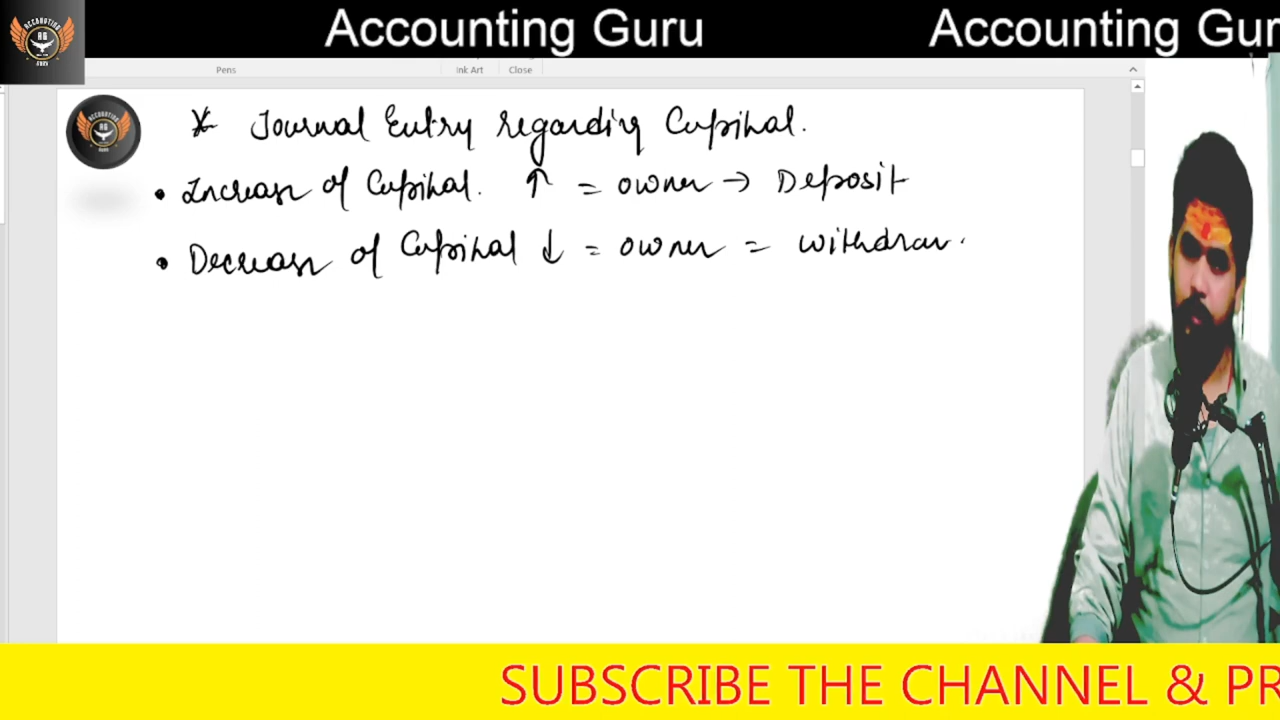 Accounting Guru Accounting Gur
Pens Ink Art Close
Journal Entry regarding Capital.
• Increase of Capital. ↑ = owner → Deposit
• Decrease of Capital ↓ = owner = withdraw.
SUBSCRIBE THE CHANNEL & PR